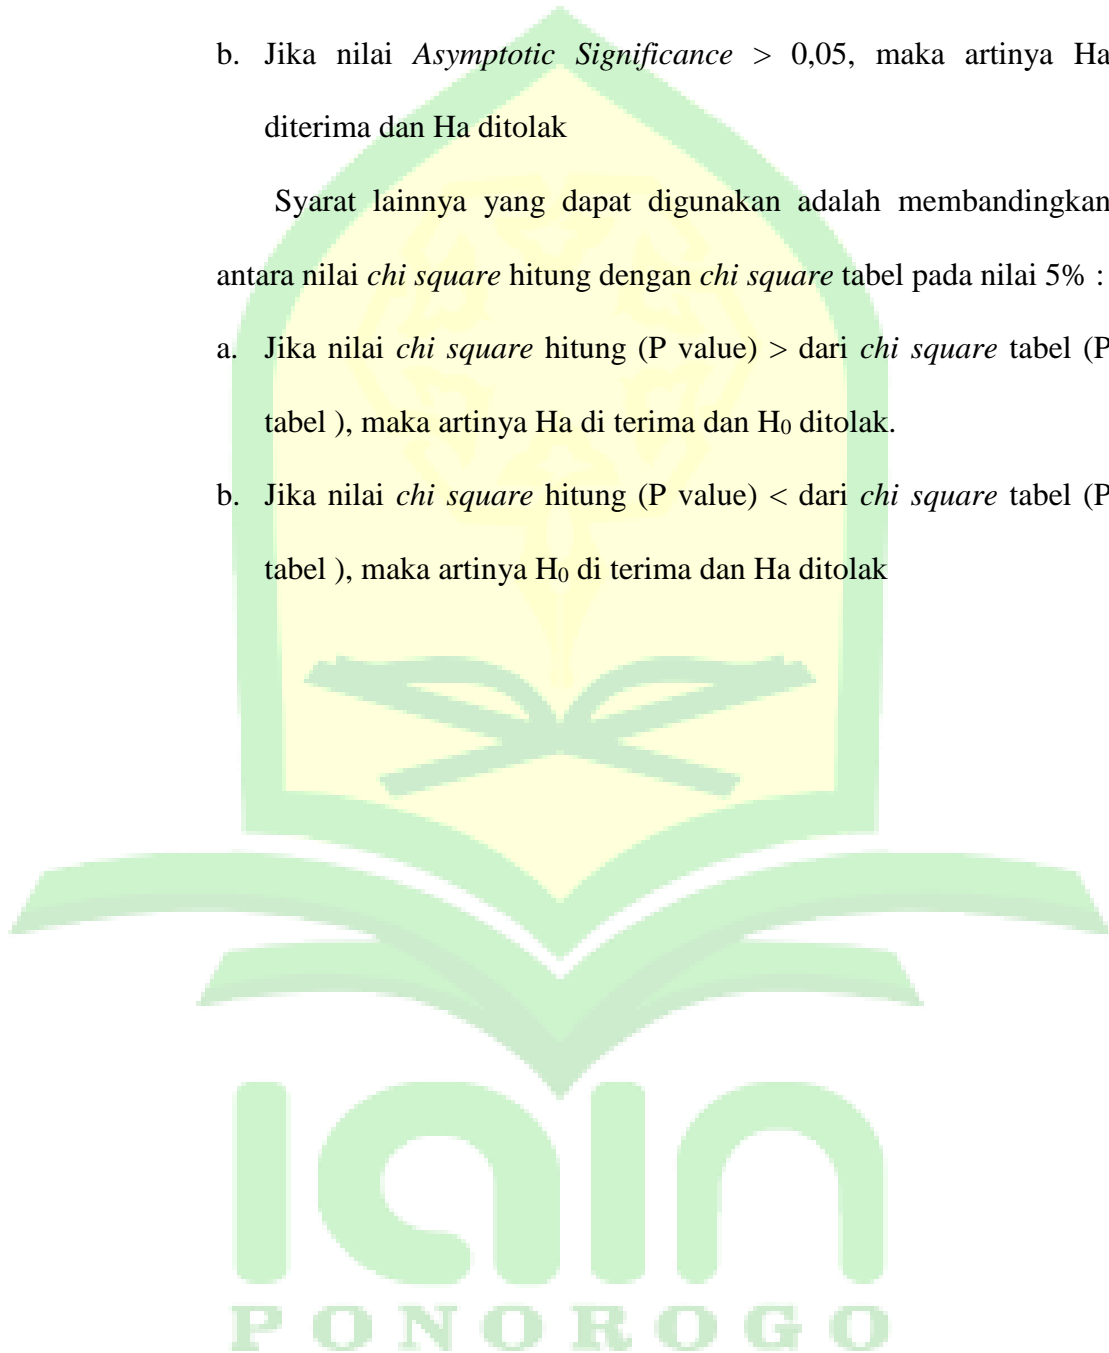 b. Jika nilai Asymptotic Significance > 0,05, maka artinya Ha
diterima dan Ha ditolak
Syarat lainnya yang dapat digunakan adalah membandingkan
antara nilai chi square hitung dengan chi square tabel pada nilai 5% :
a. Jika nilai chi square hitung (P value) > dari chi square tabel (P
tabel ), maka artinya Ha di terima dan H₀ ditolak.
b. Jika nilai chi square hitung (P value) < dari chi square tabel (P
tabel ), maka artinya H₀ di terima dan Ha ditolak
iain
PONOROGO